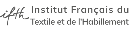 ifth Institut Français du
Textile et de l'Habillement